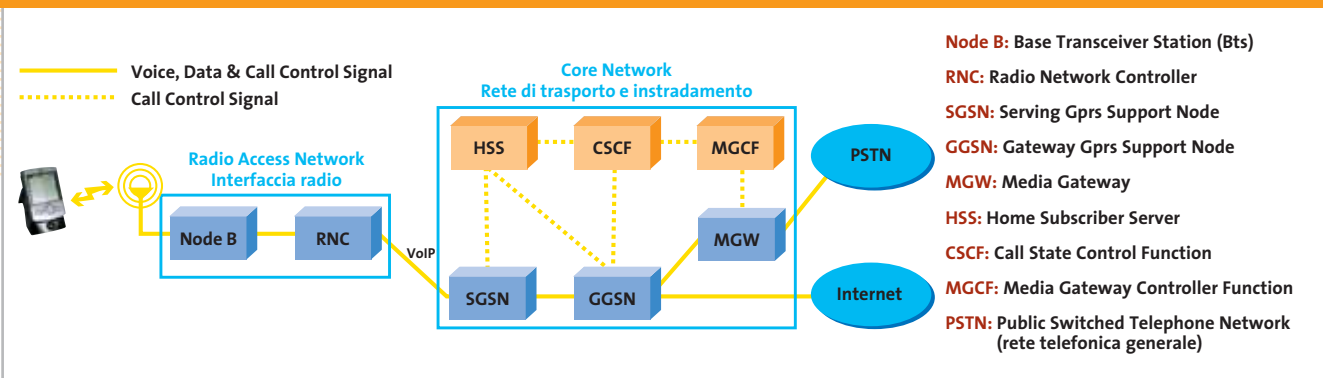 Voice, Data & Call Control Signal
Call Control Signal
Radio Access Network
Interfaccia radio
Node B
RNC
VoIP
Core Network
Rete di trasporto e instradamento
HSS
CSCF
MGCF
MGW
SGSN
GGSN
PSTN
Internet
Node B: Base Transceiver Station (Bts)
RNC: Radio Network Controller
SGSN: Serving Gprs Support Node
GGSN: Gateway Gprs Support Node
MGW: Media Gateway
HSS: Home Subscriber Server
CSCF: Call State Control Function
MGCF: Media Gateway Controller Function
PSTN: Public Switched Telephone Network
(rete telefonica generale)